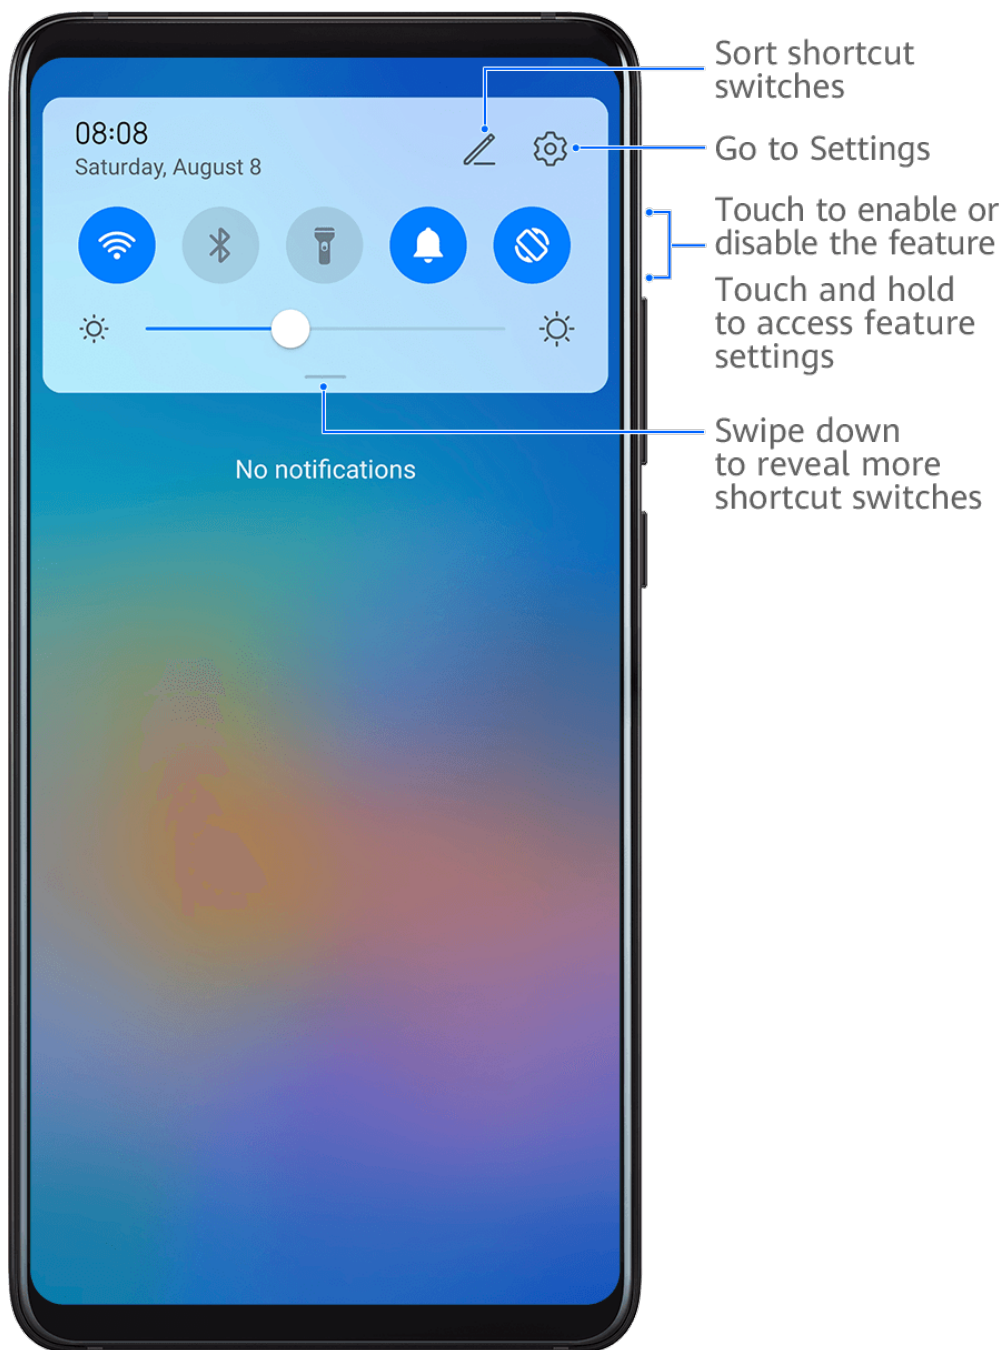 Sort shortcut
switches
08:08
Saturday, August 8
Go to Settings
Touch to enable or
disable the feature
Touch and hold
to access feature
settings
Swipe down
to reveal more
shortcut switches
No notifications